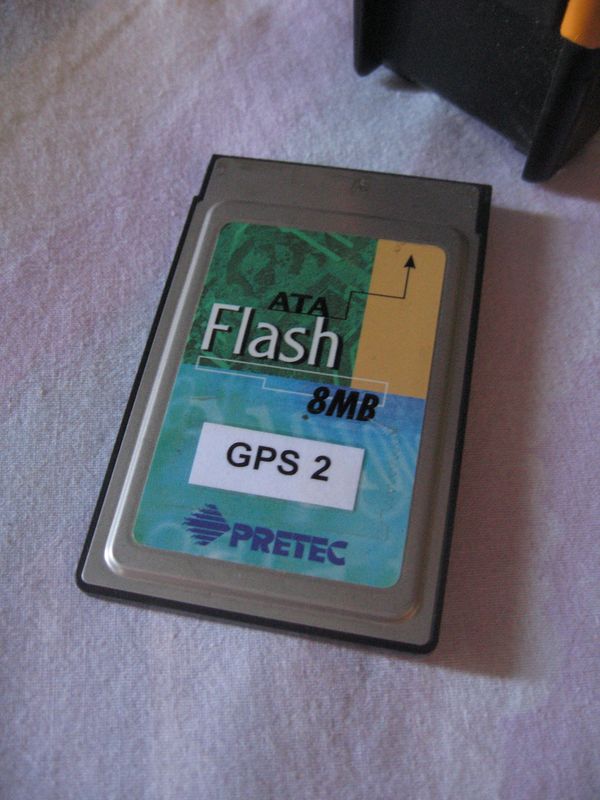 ATA
Flash
8MB
GPS 2
PRETEC